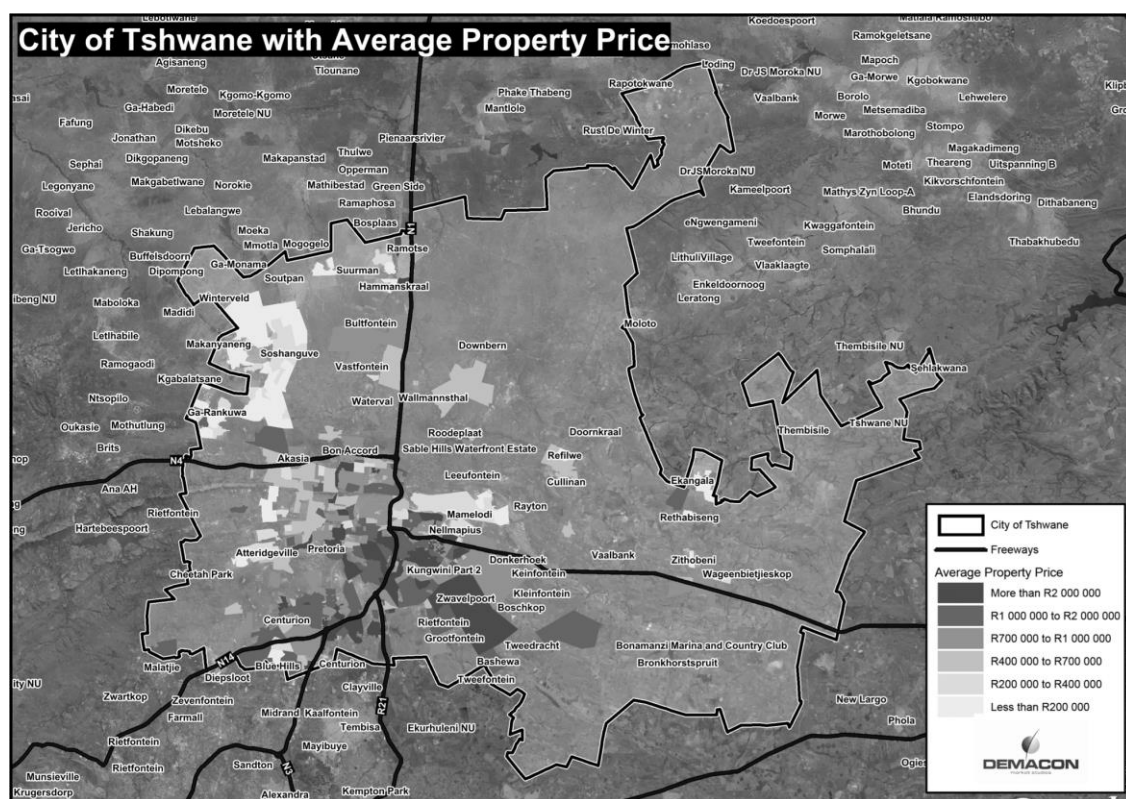 City of Tshwane with Average Property Price
Lebotlwane
Koedoespoort
Matlala Ramoshebo
Agisaneng
Tlounane
Loding
Ramokgeletsane
Moretele
Kgomo-Kgomo
Phake Thabeng
Rapotokwane
Dr JS Moroka NU
Mapoch
Ga-Morwe
Kgobokwane
Ga-Habedi
Moretele NU
Mantlole
Vaalbank
Borolo
Lehwelere
Fafung
Dikebu
Rust De Winter
Morwe
Metsemadiba
Jonathan
Motsheko
Pienaarsrivier
Marothobolong
Stompo
Sephai
Dikgopaneng
Makapanstad
Thulwe
Magakadimeng
Opperman
DrJSMoroka NU
Moteti
Theareng
Uitspanning B
Legonyane
Makgabetlwane
Norokie
Mathibestad
Green Side
Kameelpoort
Mathys Zyn Loop-A
Kikvorschfontein
Elandsdoring
Ramaphosa
Dithabaneng
Rooival
Lebalangwe
Bosplaas
eNgwengameni
Bhundu
Jericho
Shakung
Moeka
Kwaggafontein
Ga-Tsogwe
Mmotla
Mogogelo
Ramotse
N1
Tweefontein
Somphalali
Thabakhubedu
Buffelsdoorn
Ga-Monama
LithuliVillage
Vlaaklaagte
Letlhakaneng
Dipompong
Soutpan
Suurman
Hammanskraal
Enkeldoornoog
Maboloka
Winterveld
Leratong
Madidi
Bultfontein
Moloto
Letlhabile
Makanyaneng
Soshanguve
Downbern
Thembisile NU
Ramogaodi
Vastfontein
Sehlakwana
Kgabalatsane
Ntsopilo
Waterval
Wallmannsthal
Ga-Rankuwa
Oukasie
Mothutlung
Roodeplaat
Doornkraal
Thembisile
Tshwane NU
Brits
Bon Accord
Sable Hills Waterfront Estate
Refilwe
Akasia
N4
Leeufontein
Cullinan
Ekangala
Ana AH
Rietfontein
Mamelodi
Rayton
Rethabiseng
Hartebeespoort
Nellmapius
Atteridgeville
Pretoria
Donkerhoek
Vaalbank
Zithobeni
Cheetah Park
Kungwini Part 2
Keinfontein
Wageenbietjieskop
Zwavelpoort
Kleinfontein
Boschkop
Centurion
Rietfontein
Grootfontein
Tweedracht
Bonamanzi Marina and Country Club
Malatjie
N14
Blue Hills
Centurion
Bashewa
Bronkhorstspruit
Diepsloot
Tweefontein
Clayville
Zwartkop
Zevenfontein
R21
New Largo
Farmall
Midrand
Kaalfontein
Ekurhuleni NU
Phola
Tembisa
Rietfontein
Mayibuye
Munsieville
Rietfontein
Sandton
N3
Krugersdorp
Alexandra
Kempton Park
City of Tshwane
Freeways
Average Property Price
More than R2 000 000
R1 000 000 to R2 000 000
R700 000 to R1 000 000
R400 000 to R700 000
R200 000 to R400 000
Less than R200 000
DEMACON